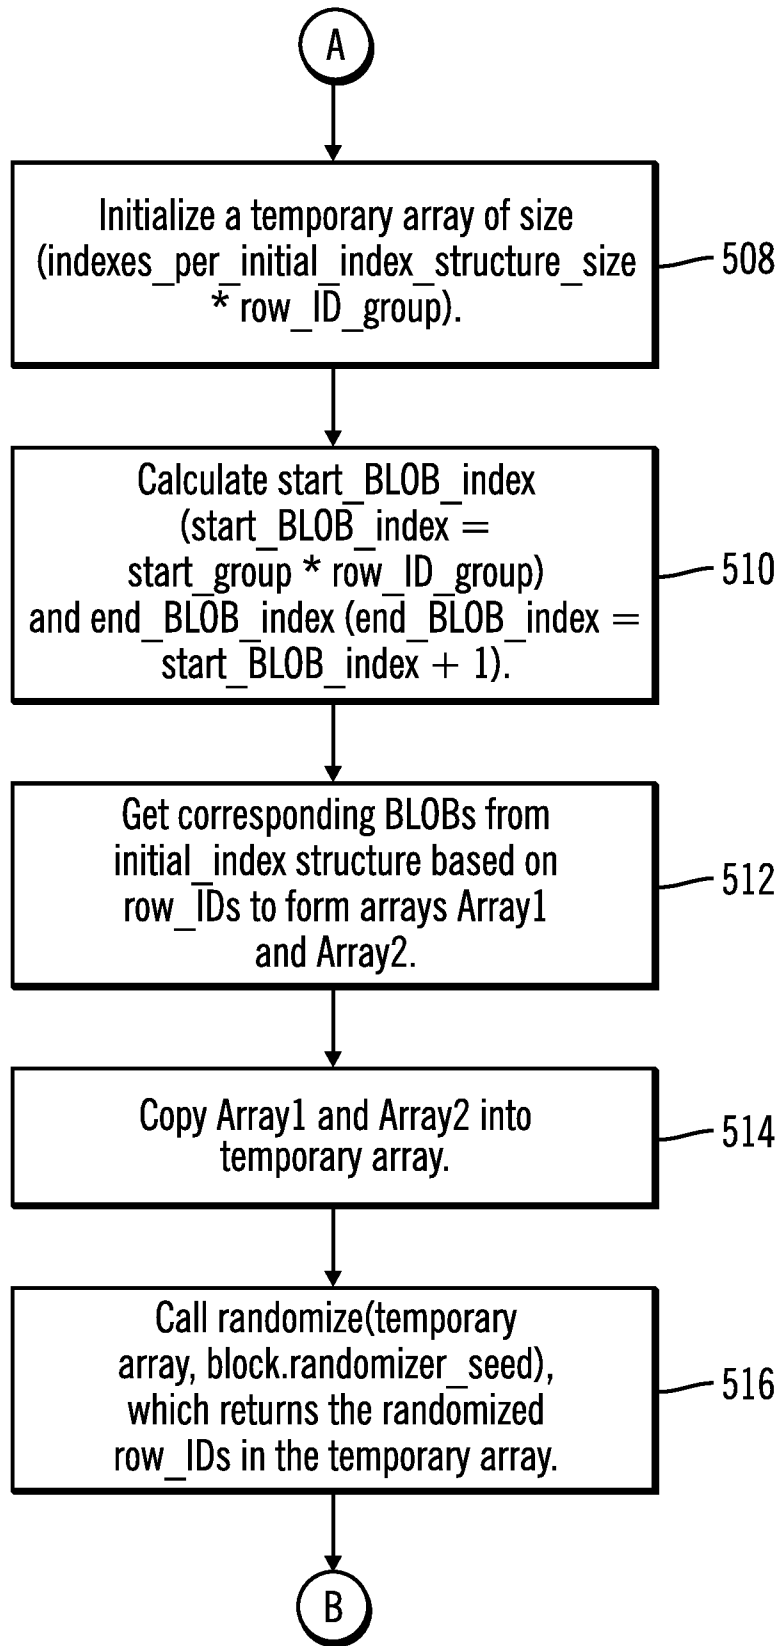 A
Initialize a temporary array of size
(indexes_per_initial_index_structure_size
* row_ID_group).
508
Calculate start_BLOB_index
(start_BLOB_index =
start_group * row_ID_group)
and end_BLOB_index (end_BLOB_index =
start_BLOB_index + 1).
510
Get corresponding BLOBs from
initial_index structure based on
row_IDs to form arrays Array1
and Array2.
512
Copy Array1 and Array2 into
temporary array.
514
Call randomize(temporary
array, block.randomizer_seed),
which returns the randomized
row_IDs in the temporary array.
516
B